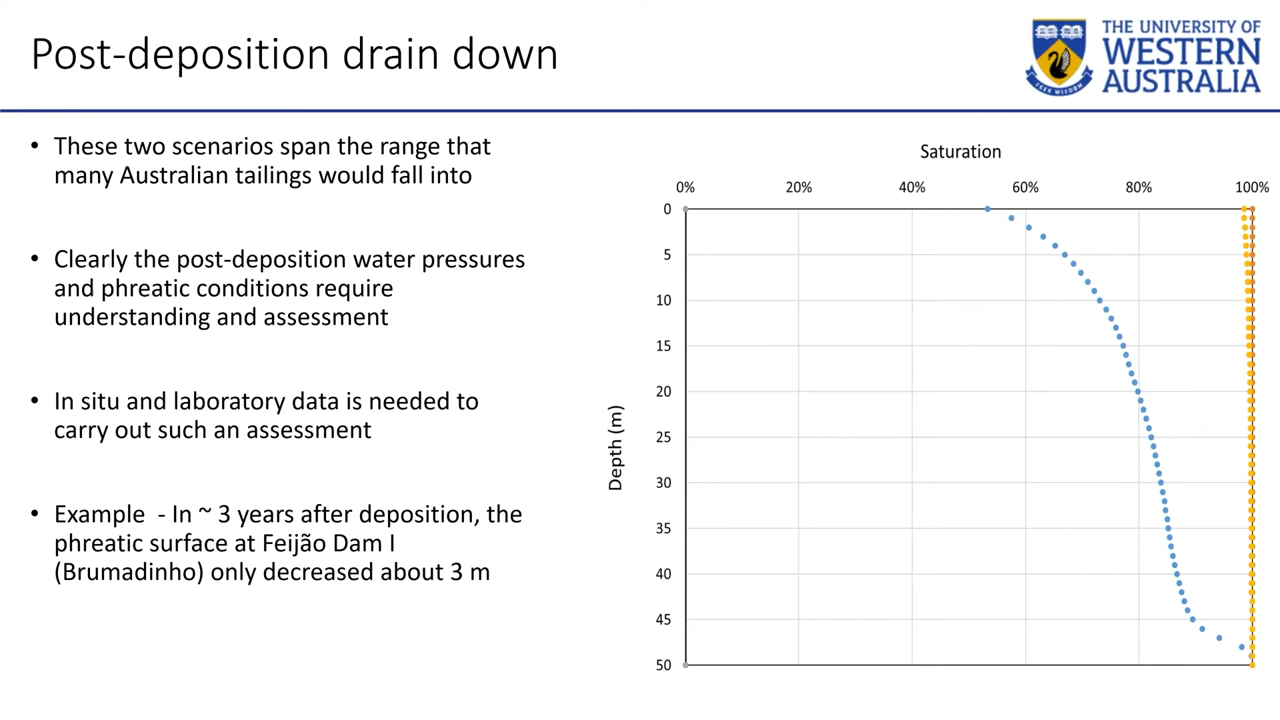 Post-deposition drain down
THE UNIVERSITY OF
WESTERN
AUSTRALIA
SEEK WISDOM
• These two scenarios span the range that
many Australian tailings would fall into
• Clearly the post-deposition water pressures
and phreatic conditions require
understanding and assessment
• In situ and laboratory data is needed to
carry out such an assessment
• Example - In ~ 3 years after deposition, the
phreatic surface at Feijão Dam I
(Brumadinho) only decreased about 3 m
Saturation
0% 20% 40% 60% 80% 100%
Depth (m)
0
5
10
15
20
25
30
35
40
45
50